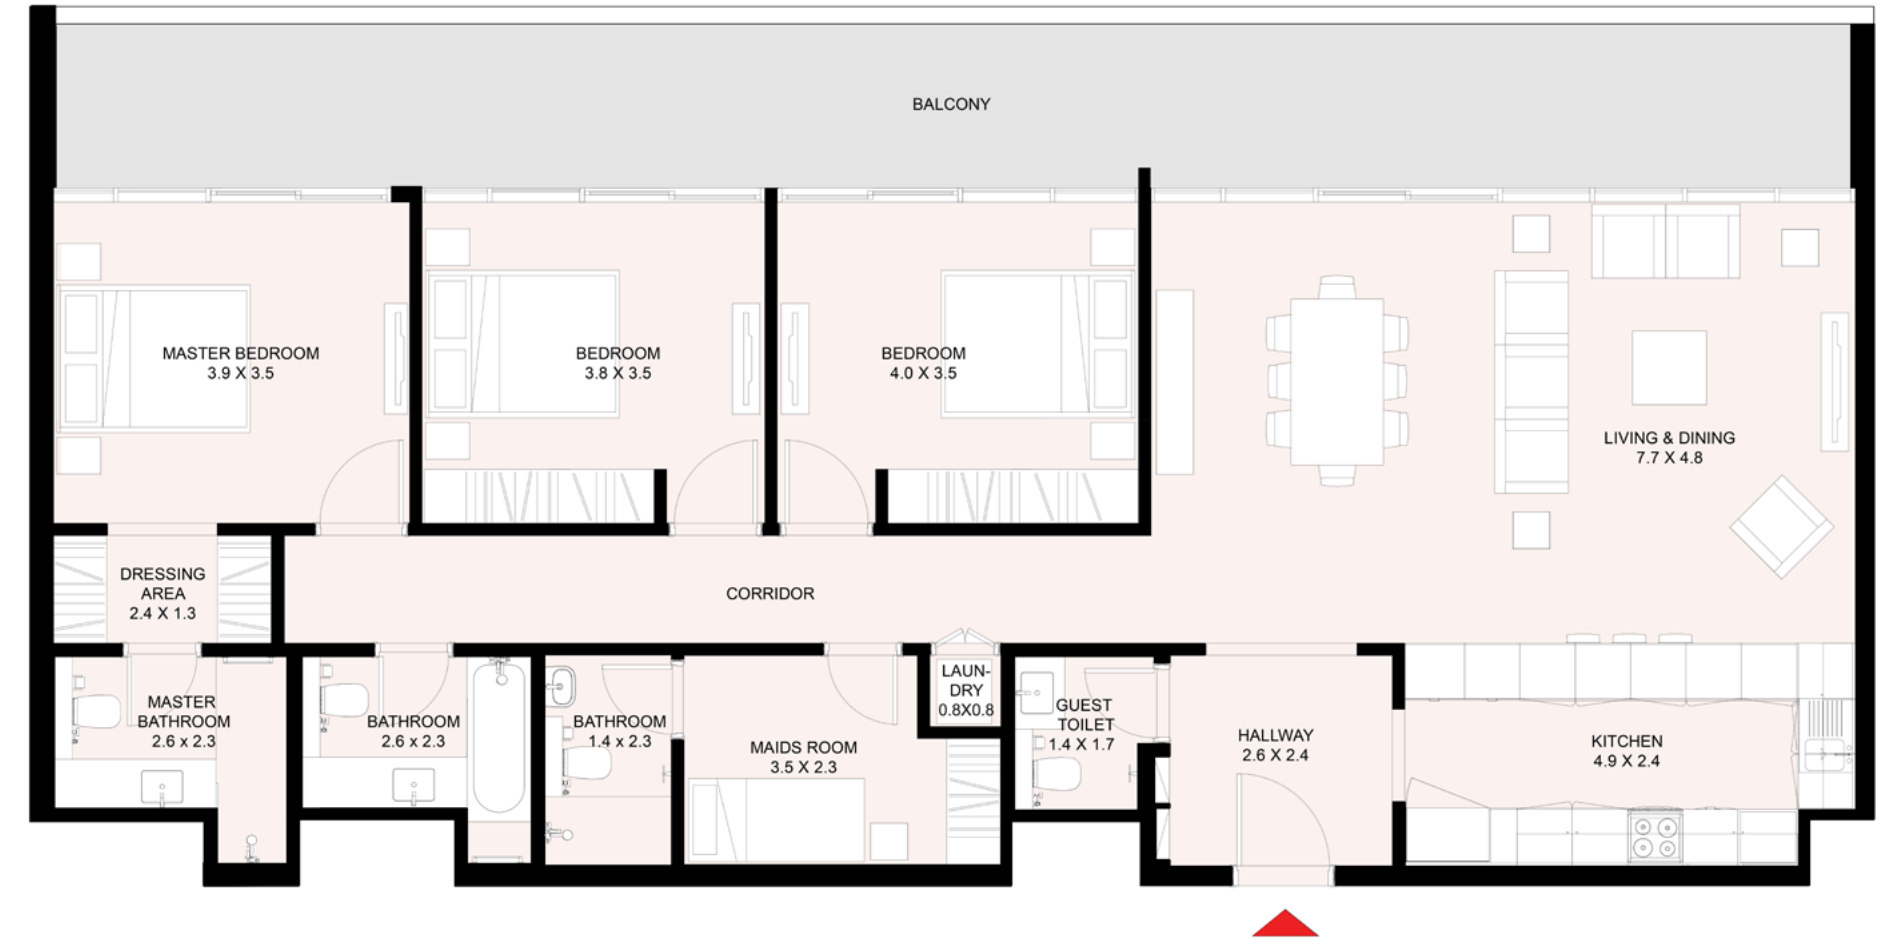 BALCONY
MASTER BEDROOM
3.9 X 3.5
BEDROOM
3.8 X 3.5
BEDROOM
4.0 X 3.5
LIVING & DINING
7.7 X 4.8
DRESSING
AREA
2.4 X 1.3
CORRIDOR
MASTER
BATHROOM
2.6 x 2.3
BATHROOM
2.6 x 2.3
BATHROOM
1.4 x 2.3
MAIDS ROOM
3.5 X 2.3
LAUN-
DRY
0.8X0.8
GUEST
TOILET
1.4 X 1.7
HALLWAY
2.6 X 2.4
KITCHEN
4.9 X 2.4